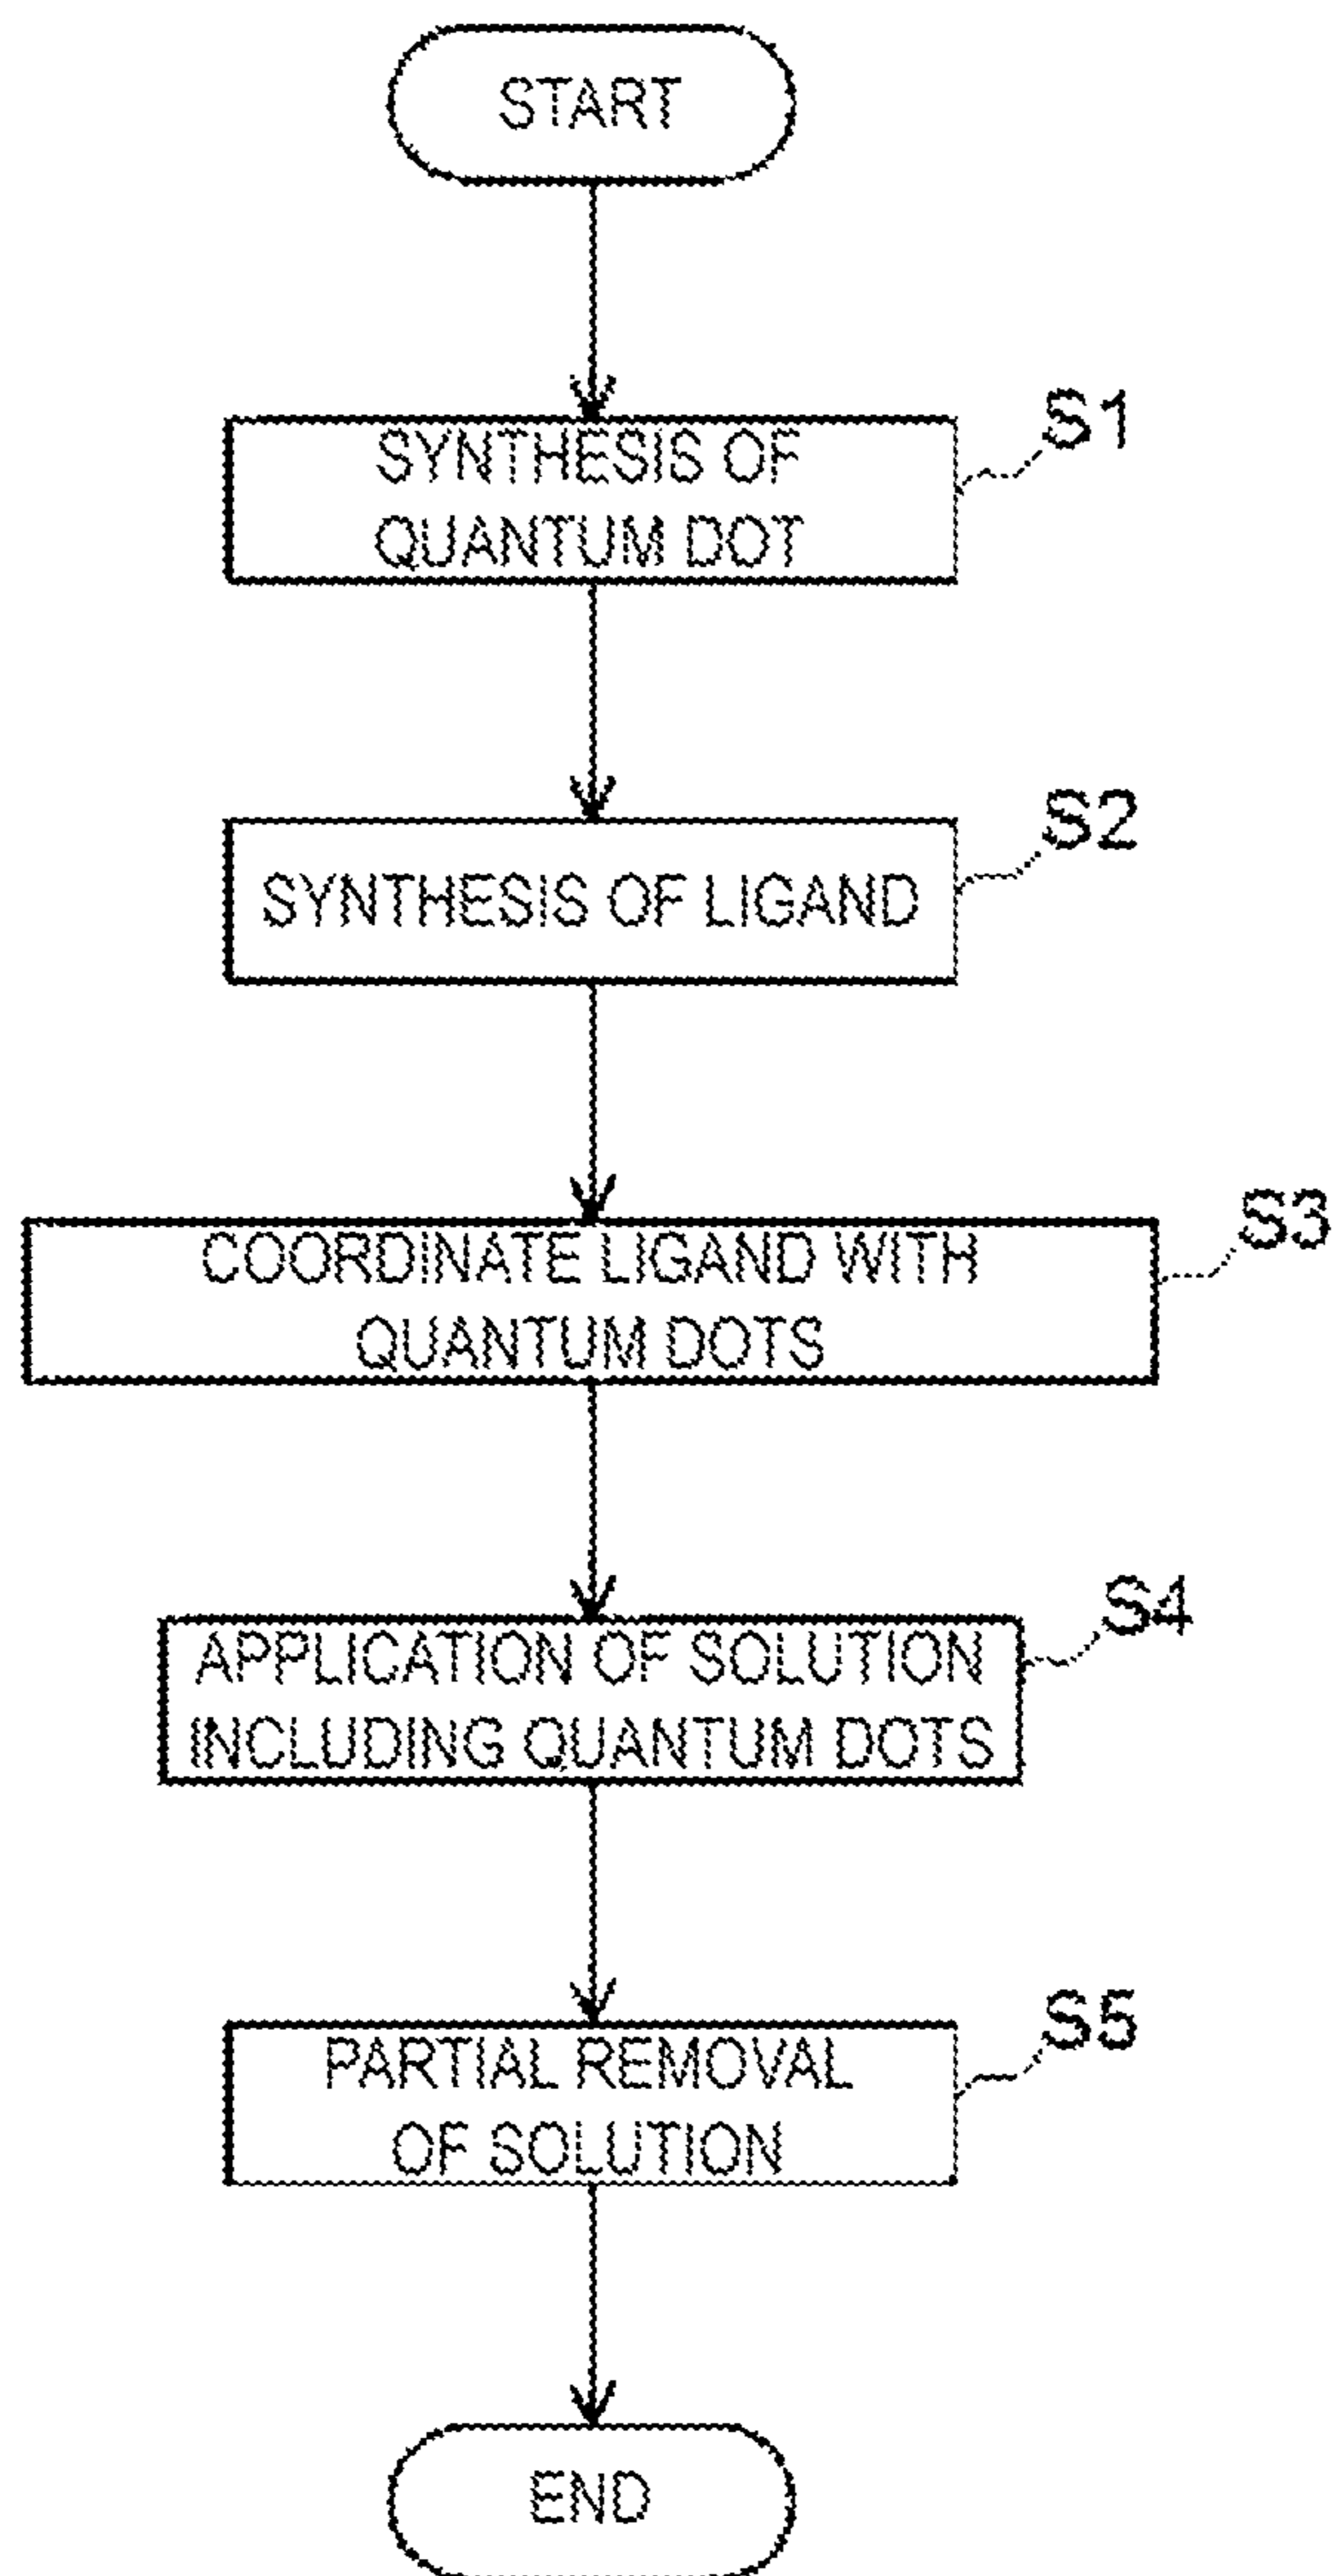 START
S1
SYNTHESIS OF
QUANTUM DOT
S2
SYNTHESIS OF LIGAND
S3
COORDINATE LIGAND WITH
QUANTUM DOTS
S4
APPLICATION OF SOLUTION
INCLUDING QUANTUM DOTS
S5
PARTIAL REMOVAL
OF SOLUTION
END